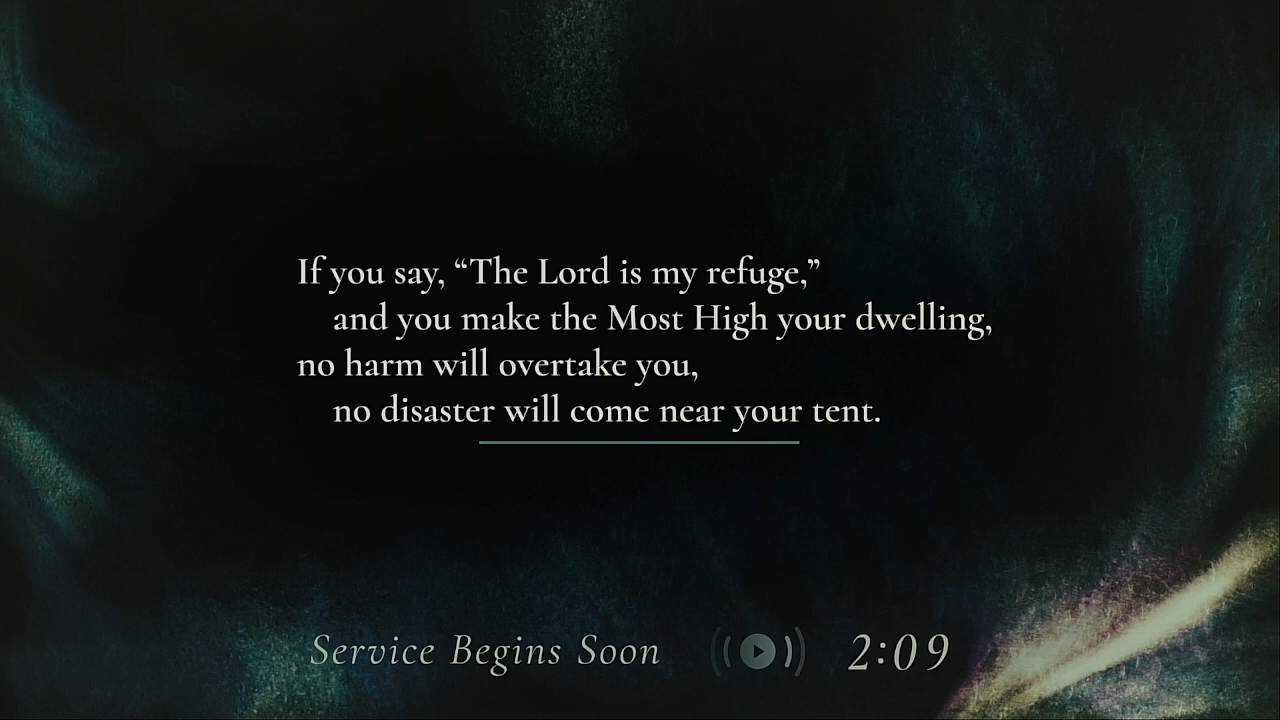 If you say, “The Lord is my refuge,”
and you make the Most High your dwelling,
no harm will overtake you,
no disaster will come near your tent.
Service Begins Soon 2:09